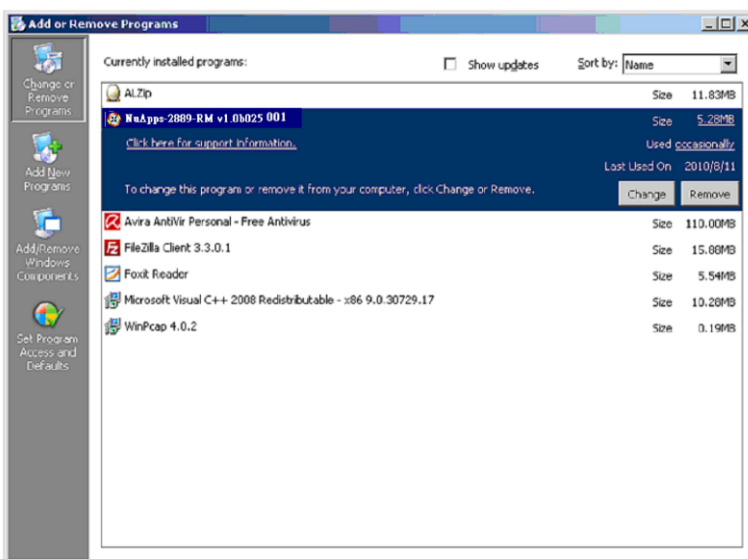 Add or Remove Programs
Change or
Remove
Programs
Add New
Programs
Add/Remove
Windows
Components
Set Program
Access and
Defaults
Currently installed programs:
Show updates
Sort by: Name
ALZip Size 11.83MB
NuApps-2889-RM v1.0b025 001 Size 5.28MB
Click here for support information. Used occasionally
Last Used On 2010/8/11
To change this program or remove it from your computer, click Change or Remove. Change Remove
Avira AntiVir Personal - Free Antivirus Size 110.00MB
FileZilla Client 3.3.0.1 Size 15.88MB
Foxit Reader Size 5.54MB
Microsoft Visual C++ 2008 Redistributable - x86 9.0.30729.17 Size 10.28MB
WinPcap 4.0.2 Size 0.19MB